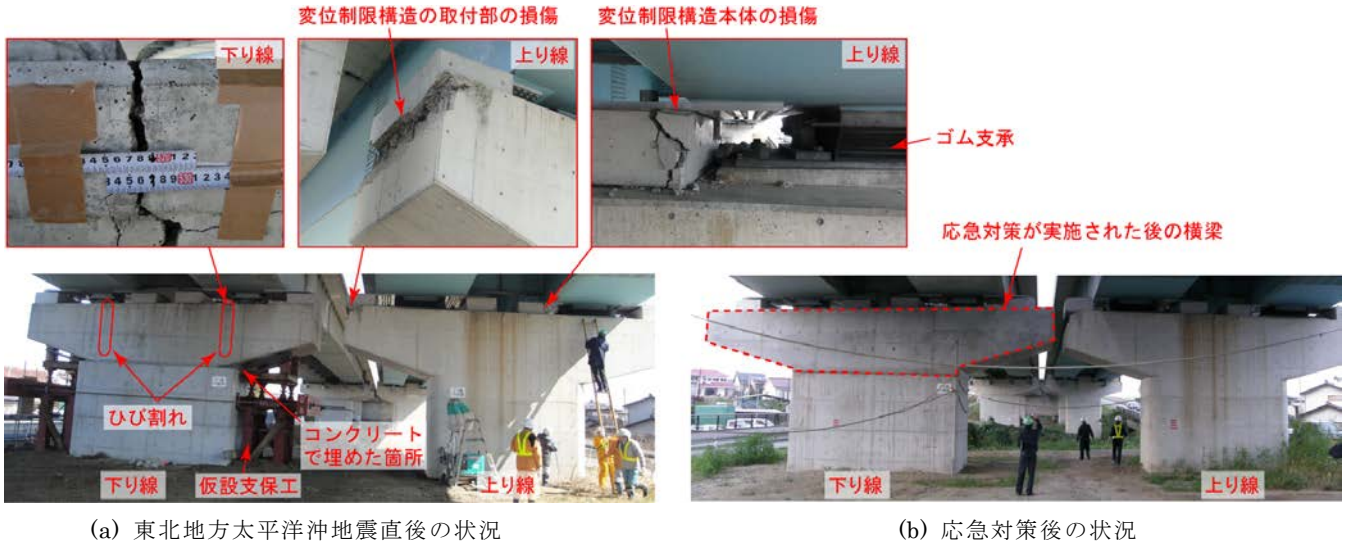 変位制限構造の取付部の損傷
変位制限構造本体の損傷
下り線
上り線
上り線
ゴム支承
応急対策が実施された後の横梁
ひび割れ
コンクリート
で埋めた箇所
下り線
仮設支保工
上り線
下り線
上り線
(a) 東北地方太平洋沖地震直後の状況
(b) 応急対策後の状況